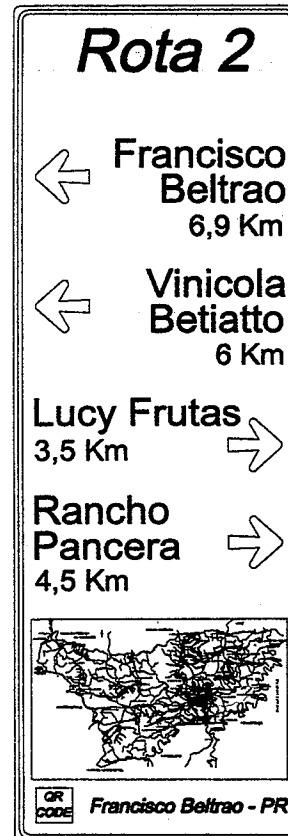 Rota 2
Francisco
Beltrao
6,9 Km
Vinicola
Betiatto
6 Km
Lucy Frutas
3,5 Km
Rancho
Pancera
4,5 Km
QR
CODE
Francisco Beltrao - PR